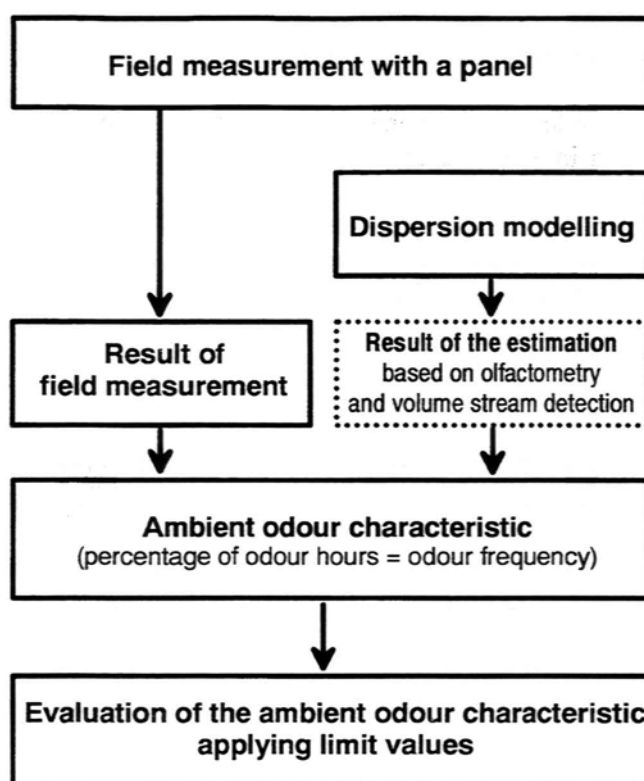 Field measurement with a panel
Dispersion modelling
Result of
field measurement
Result of the estimation
based on olfactometry
and volume stream detection
Ambient odour characteristic
(percentage of odour hours = odour frequency)
Evaluation of the ambient odour characteristic
applying limit values